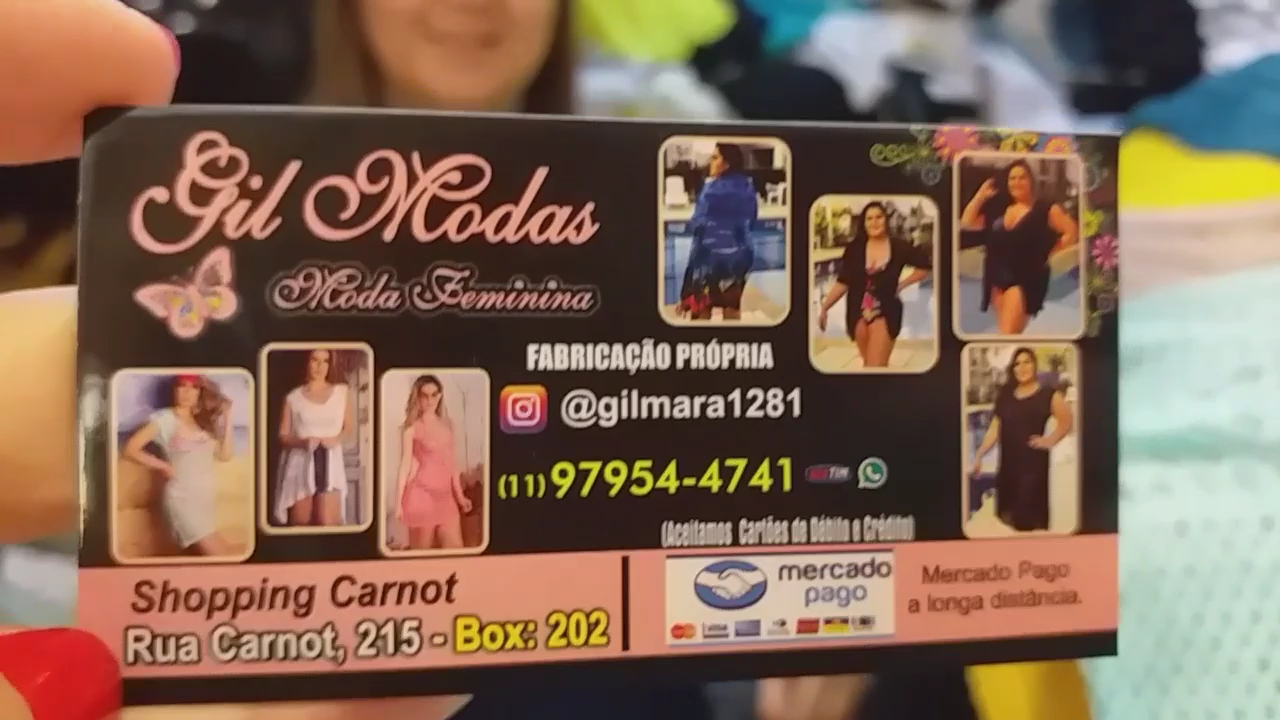 Gil Modas
Moda Feminina
FABRICAÇÃO PRÓPRIA
@gilmara1281
(11) 97954-4741
TIM
(Aceitamos Cartões de Débito e Crédito)
Shopping Carnot
Rua Carnot, 215 - Box: 202
mercado
pago
Mercado Pago
a longa distância.